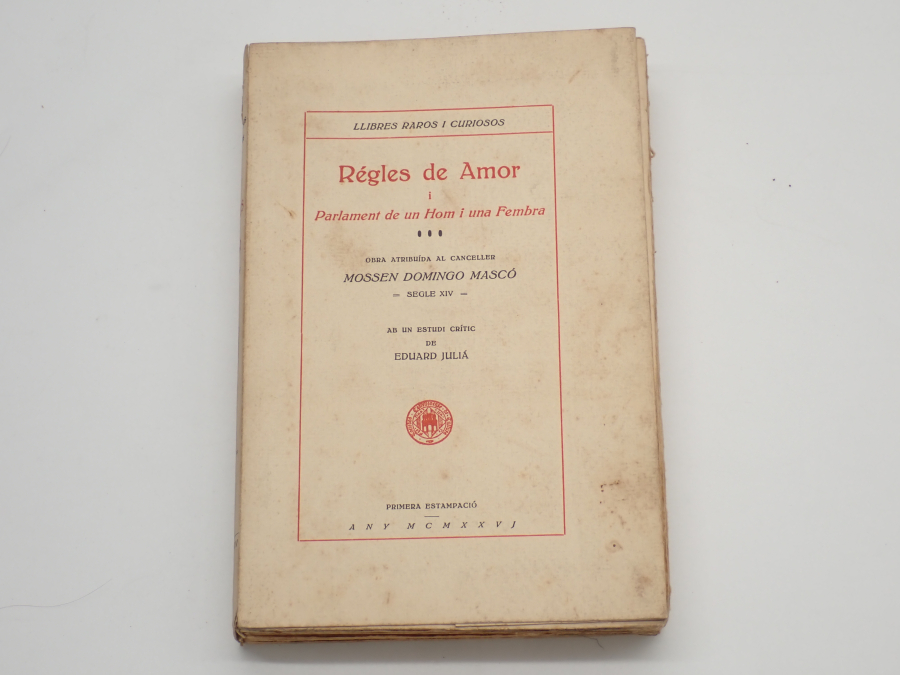 LLIBRES RAROS I CURIOSOS
Régles de Amor
i
Parlament de un Hom i una Fembra
OBRA ATRIBUÍDA AL CANCELLER
MOSSEN DOMINGO MASCÓ
= SEGLE XIV =
AB UN ESTUDI CRÍTIC
DE
EDUARD JULIÁ
PRIMERA ESTAMPACIÓ
ANY MCMXXVJ